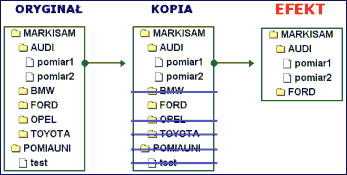 ORYGINAŁ
MARKISAM
AUDI
pomiar1
pomiar2
BMW
FORD
OPEL
TOYOTA
POMIAUNI
test
KOPIA
MARKISAM
AUDI
pomiar1
pomiar2
BMW
FORD
OPEL
TOYOTA
POMIAUNI
test
EFEKT
MARKISAM
AUDI
pomiar1
pomiar2
FORD